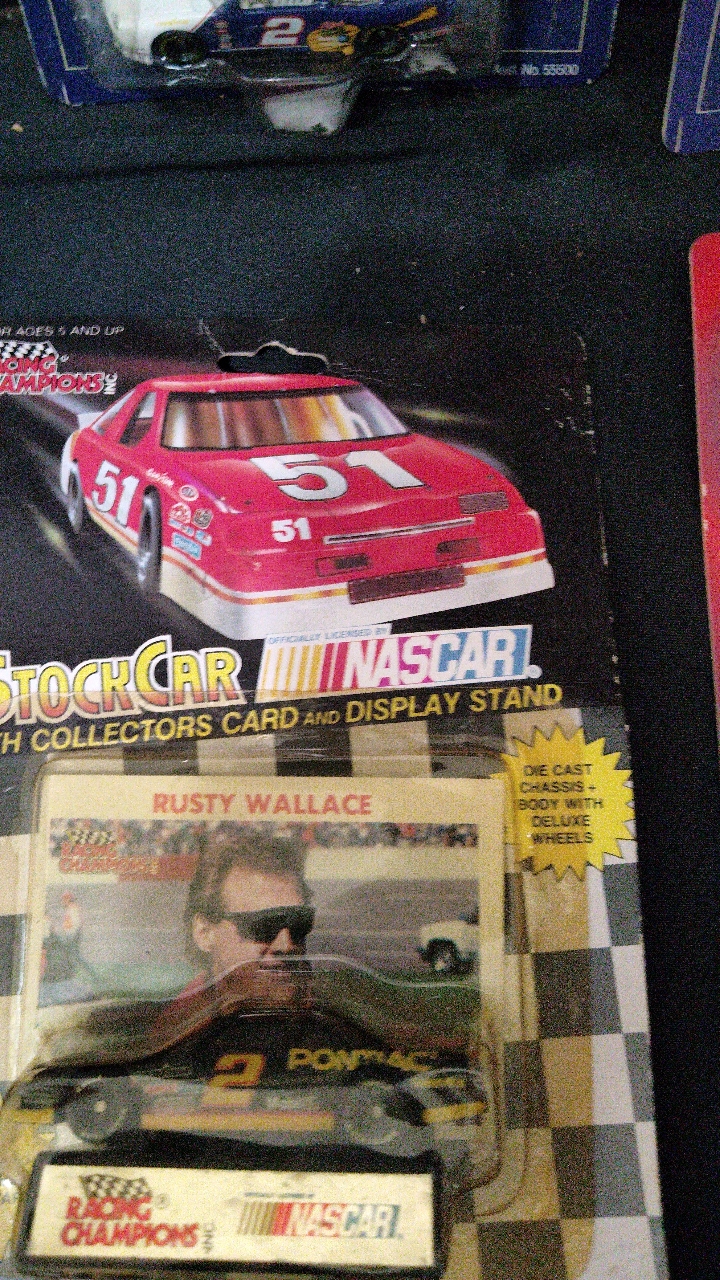 2
Asst. No. 55500
OR AGES 5 AND UP
RACING
CHAMPIONS INC
51
51
51
OFFICIALLY LICENSED BY
STOCK CAR NASCAR.
TH COLLECTORS CARD AND DISPLAY STAND
DIE CAST
CHASSIS +
BODY WITH
DELUXE
WHEELS
RUSTY WALLACE
RACING
CHAMPIONS
2 PONTIAC
RACING
CHAMPIONS INC
NASCAR